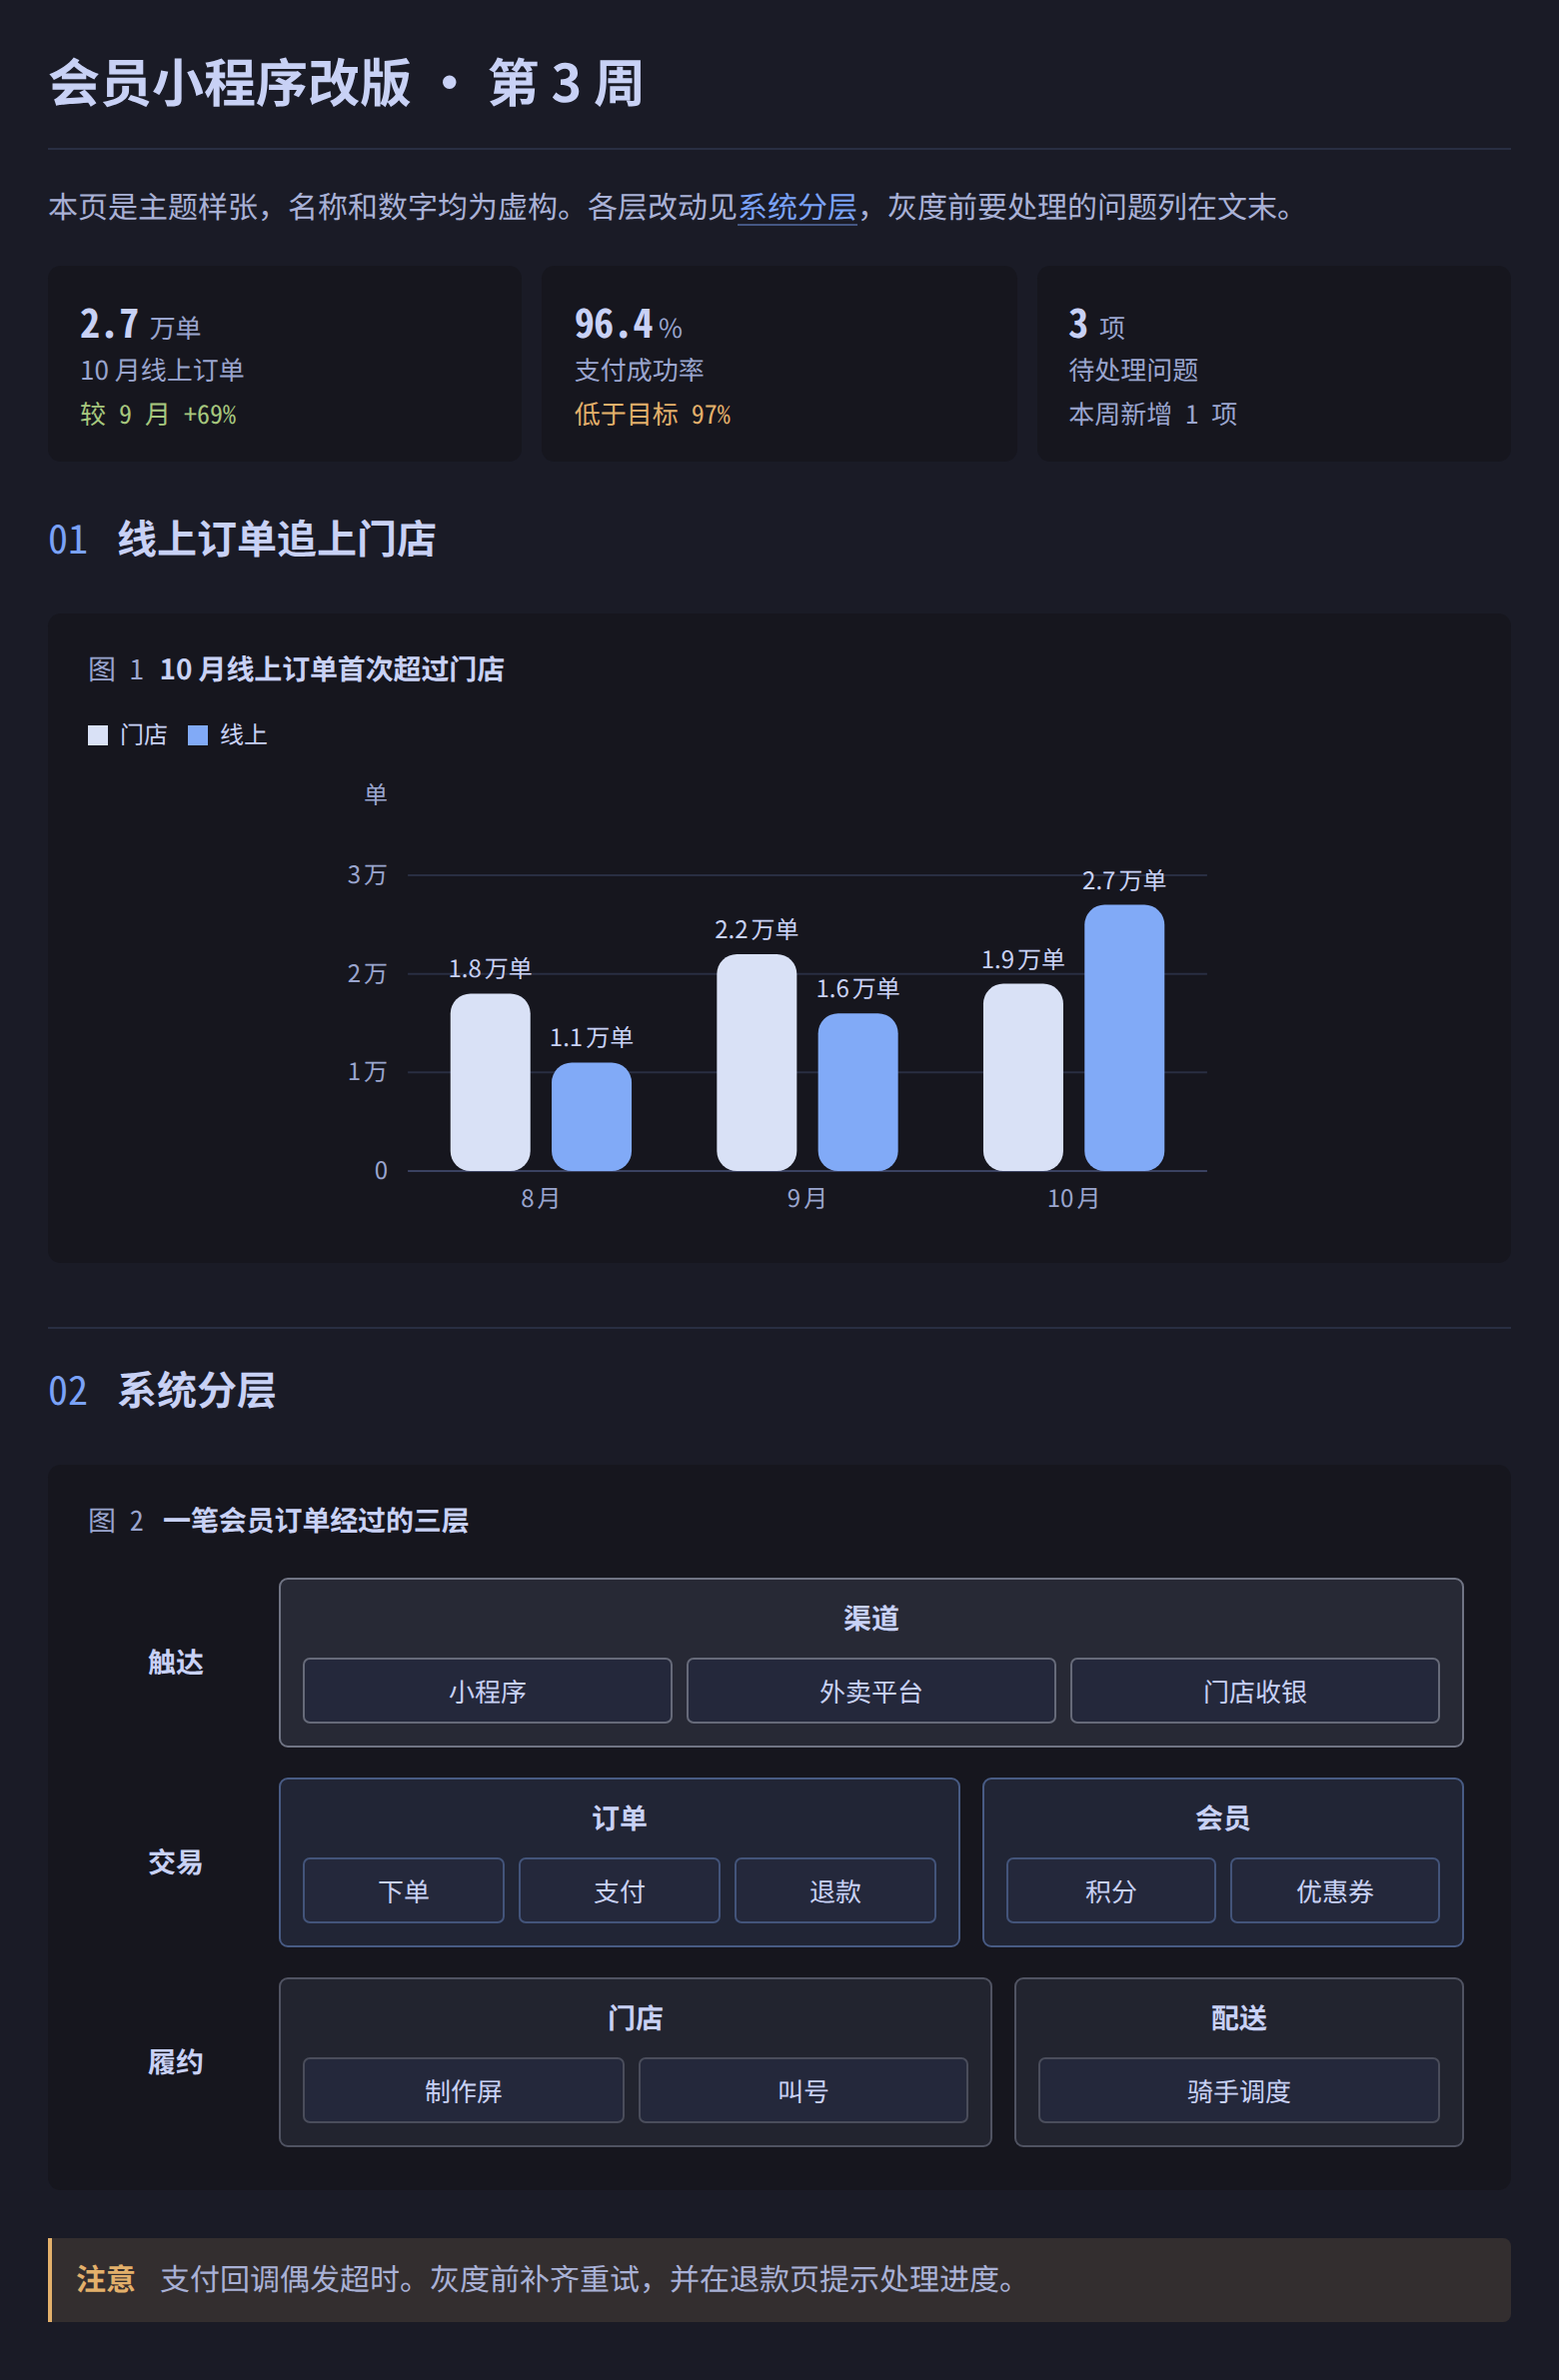 会员小程序改版 · 第 3 周
本页是主题样张，名称和数字均为虚构。各层改动见系统分层，灰度前要处理的问题列在文末。
2.7 万单
10 月线上订单
较 9 月 +69%
96.4 %
支付成功率
低于目标 97%
3 项
待处理问题
本周新增 1 项
01 线上订单追上门店
图 1 10 月线上订单首次超过门店
门店 线上
单
3万
2万
1万
0
1.8万单
1.1万单
2.2万单
1.6万单
1.9万单
2.7万单
8月
9月
10月
02 系统分层
图 2 一笔会员订单经过的三层
触达
渠道
小程序 外卖平台 门店收银
交易
订单
下单 支付 退款
会员
积分 优惠券
履约
门店
制作屏 叫号
配送
骑手调度
注意 支付回调偶发超时。灰度前补齐重试，并在退款页提示处理进度。